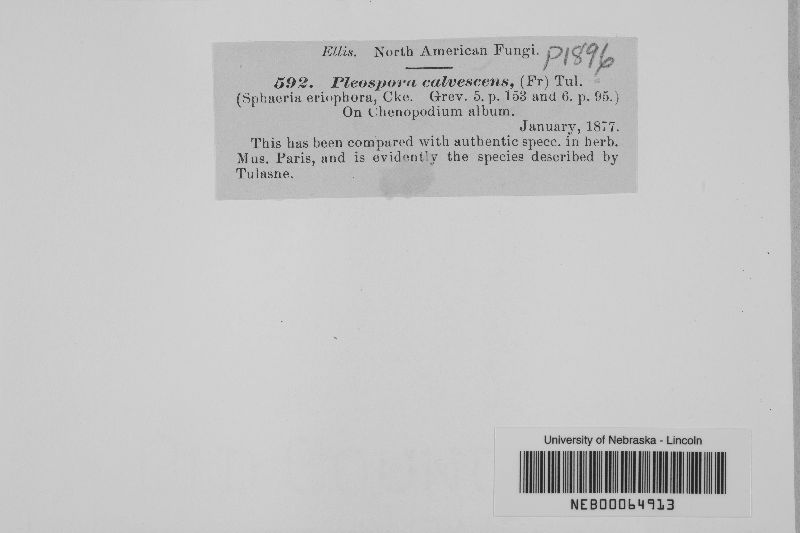 Ellis. North American Fungi. P1896
592. Pleospora calvescens, (Fr) Tul.
(Sphaeria eriophora, Cke. Grev. 5. p. 153 and 6. p. 95.)
On Chenopodium album.
January, 1877.
This has been compared with authentic specc. in herb.
Mus. Paris, and is evidently the species described by
Tulasne.
University of Nebraska - Lincoln
NEB00064913